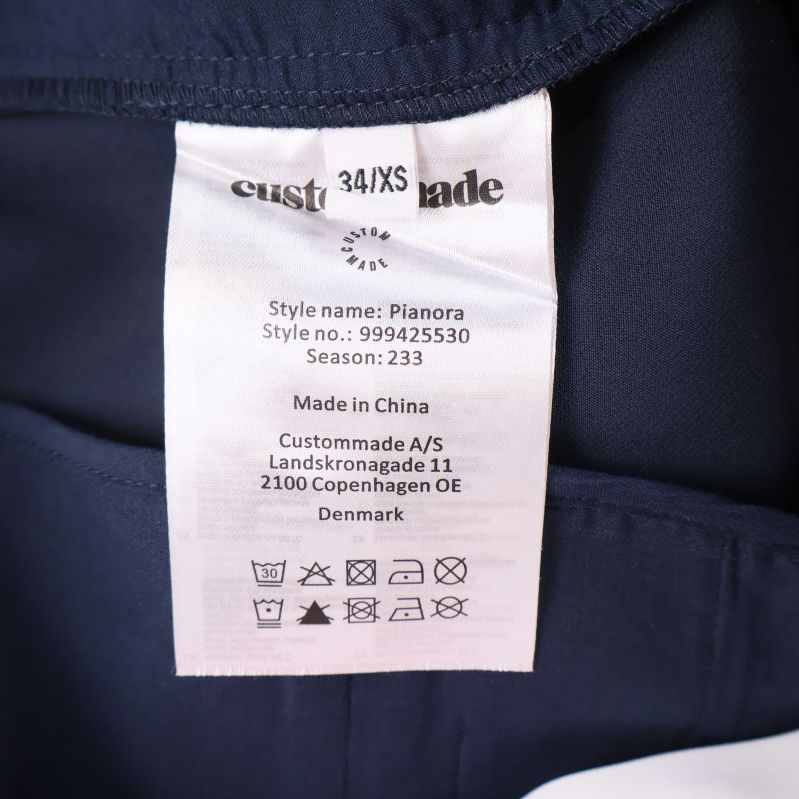 34/XS
custommade
CUSTOM
MADE
Style name: Pianora
Style no.: 999425530
Season: 233
Made in China
Custommade A/S
Landskronagade 11
2100 Copenhagen OE
Denmark
30